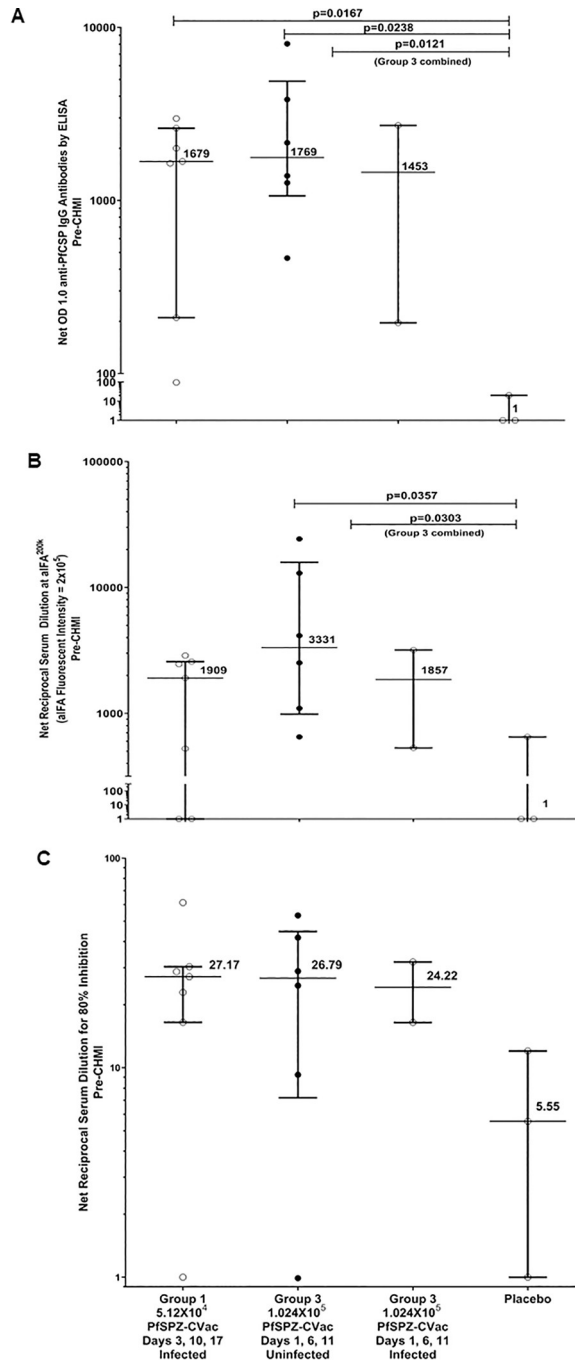 A
p=0.0167
p=0.0238
p=0.0121
(Group 3 combined)
Net OD 1.0 anti-PfCSP IgG Antibodies by ELISA
Pre-CHMI
10000
1000
100
100
10
1
1679
1769
1453
1
B
p=0.0357
p=0.0303
(Group 3 combined)
Net Reciprocal Serum Dilution at aIFA²⁰⁰ᵏ
(aIFA Fluorescent Intensity = 2x10⁵)
Pre-CHMI
100000
10000
1000
100
10
1
1909
3331
1857
1
C
Net Reciprocal Serum Dilution for 80% Inhibition
Pre-CHMI
100
10
1
27.17
26.79
24.22
5.55
Group 1
5.12X10⁴
PfSPZ-CVac
Days 3, 10, 17
Infected
Group 3
1.024X10⁵
PfSPZ-CVac
Days 1, 6, 11
Uninfected
Group 3
1.024X10⁵
PfSPZ-CVac
Days 1, 6, 11
Infected
Placebo